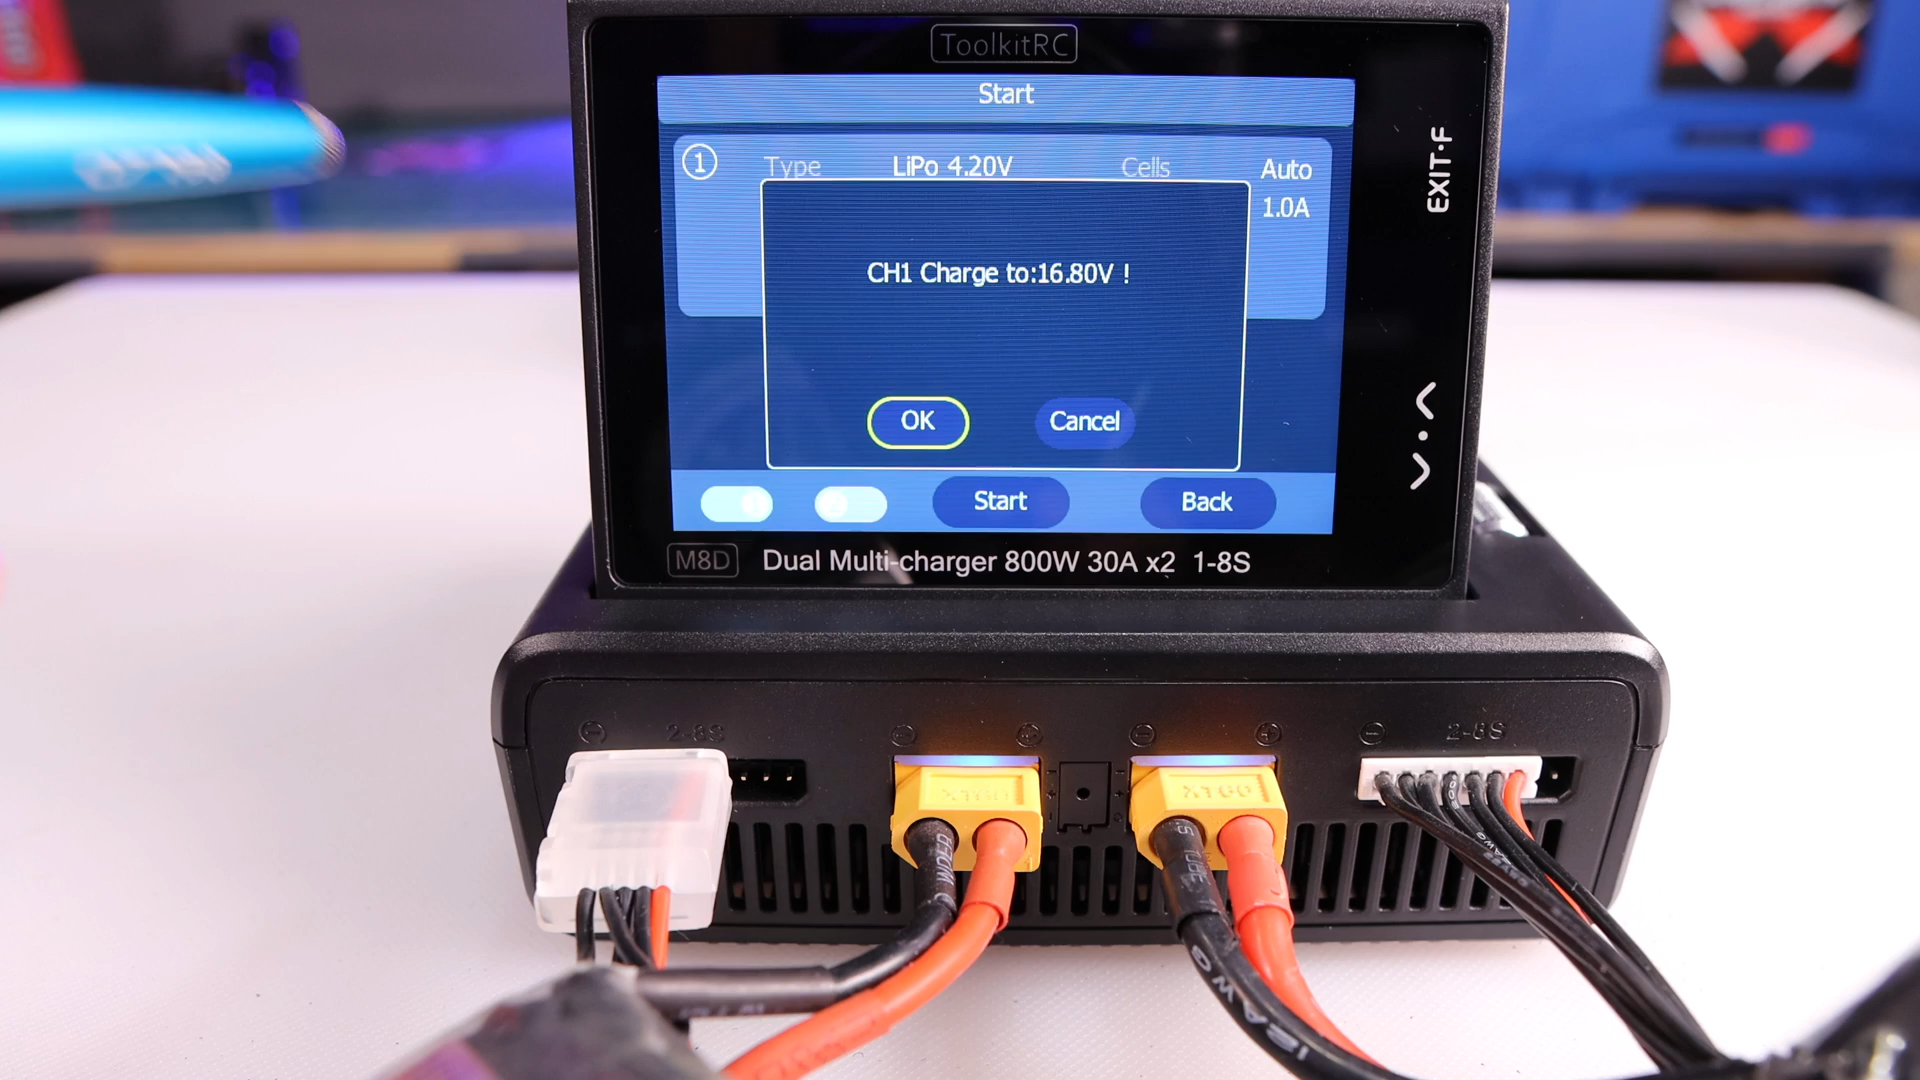 ToolkitRC
Start
1 Type LiPo 4.20V Cells Auto
1.0A
CH1 Charge to:16.80V !
OK Cancel
Start Back
EXIT·F
M8D Dual Multi-charger 800W 30A x2 1-8S
2-8S
2-8S
XT60
12AWG